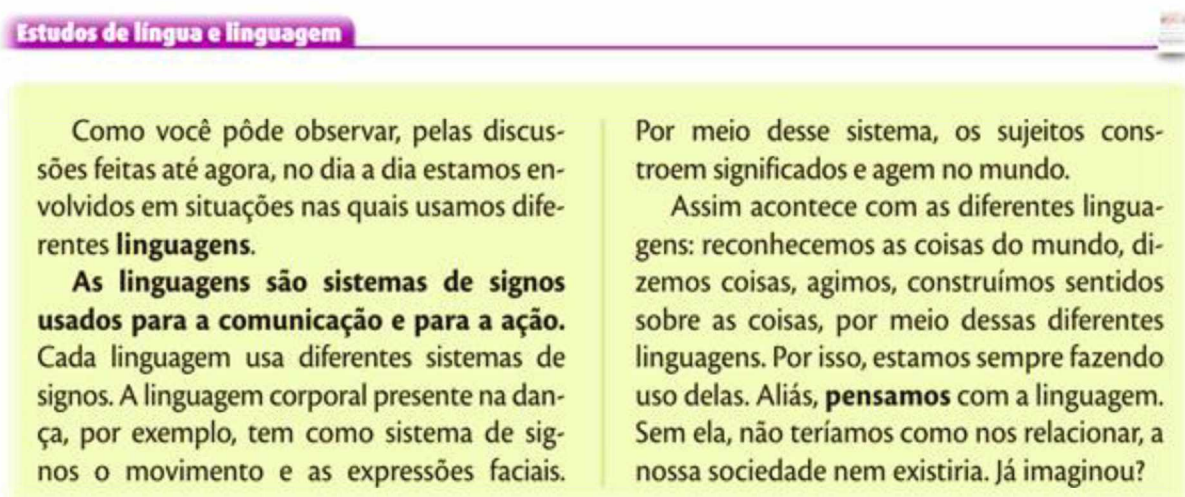 Estudos de língua e linguagem
Como você pôde observar, pelas discus-
sões feitas até agora, no dia a dia estamos en-
volvidos em situações nas quais usamos dife-
rentes linguagens.
As linguagens são sistemas de signos
usados para a comunicação e para a ação.
Cada linguagem usa diferentes sistemas de
signos. A linguagem corporal presente na dan-
ça, por exemplo, tem como sistema de sig-
nos o movimento e as expressões faciais.
Por meio desse sistema, os sujeitos cons-
troem significados e agem no mundo.
Assim acontece com as diferentes lingua-
gens: reconhecemos as coisas do mundo, di-
zemos coisas, agimos, construímos sentidos
sobre as coisas, por meio dessas diferentes
linguagens. Por isso, estamos sempre fazendo
uso delas. Aliás, pensamos com a linguagem.
Sem ela, não teríamos como nos relacionar, a
nossa sociedade nem existiria. Já imaginou?